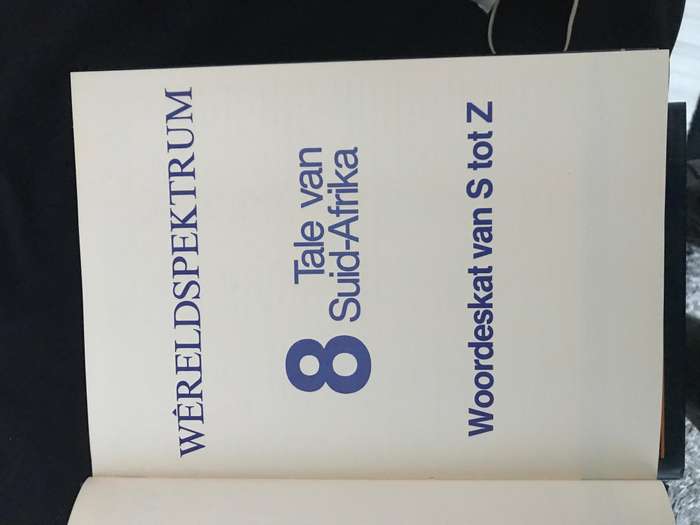 WÊRELDSPEKTRUM
8 Tale van
Suid-Afrika
Woordeskat van S tot Z